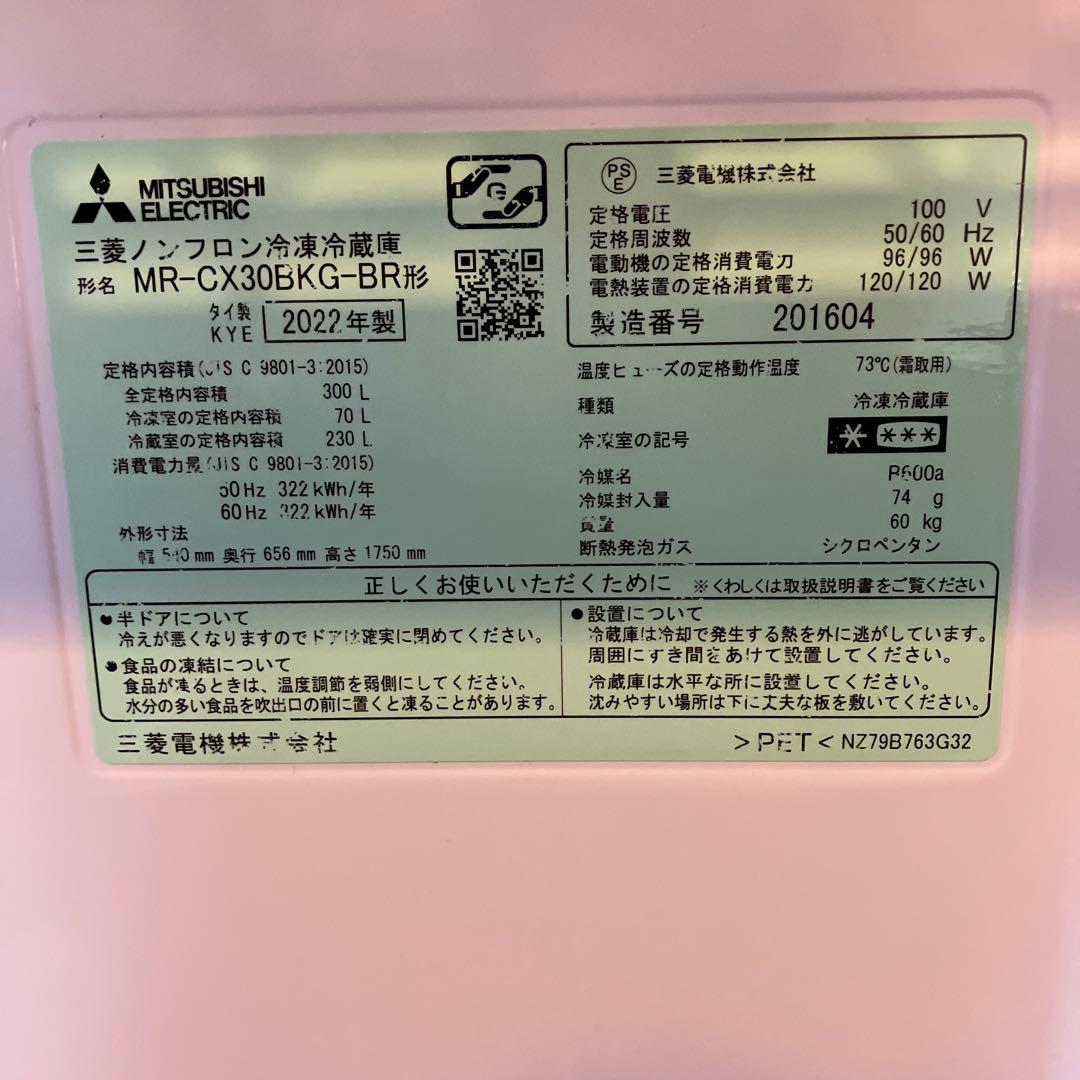 MITSUBISHI
ELECTRIC
G
三菱ノンフロン冷凍冷蔵庫
形名 MR-CX30BKG-BR形
タイ製
KYE 2022年製
定格内容積(JIS C 9801-3:2015)
全定格内容積 300 L
冷凍室の定格内容積 70 L
冷蔵室の定格内容積 230 L
消費電力量(JIS C 9801-3:2015)
50Hz 322 kWh/年
60Hz 322 kWh/年
外形寸法
幅 540 mm 奥行 656 mm 高さ 1750 mm
PS
E
三菱電機株式会社
定格電圧 100 V
定格周波数 50/60 Hz
電動機の定格消費電力 96/96 W
電熱装置の定格消費電力 120/120 W
製造番号 201604
温度ヒューズの定格動作温度 73℃(霜取用)
種類 冷凍冷蔵庫
冷凍室の記号 * ***
冷媒名 R600a
冷媒封入量 74 g
質量 60 kg
断熱発泡ガス シクロペンタン
正しくお使いいただくために ※くわしくは取扱説明書をご覧ください
●半ドアについて
冷えが悪くなりますのでドアは確実に閉めてください。
●食品の凍結について
食品が凍るときは、温度調節を弱側にしてください。
水分の多い食品を吹出口の前に置くと凍ることがあります。
●設置について
冷蔵庫は冷却で発生する熱を外に逃がしています。
周囲にすき間をあけて設置してください。
冷蔵庫は水平な所に設置してください。
沈みやすい場所は下に丈夫な板を敷いてください。
三菱電機株式会社 >PET< NZ79B763G32